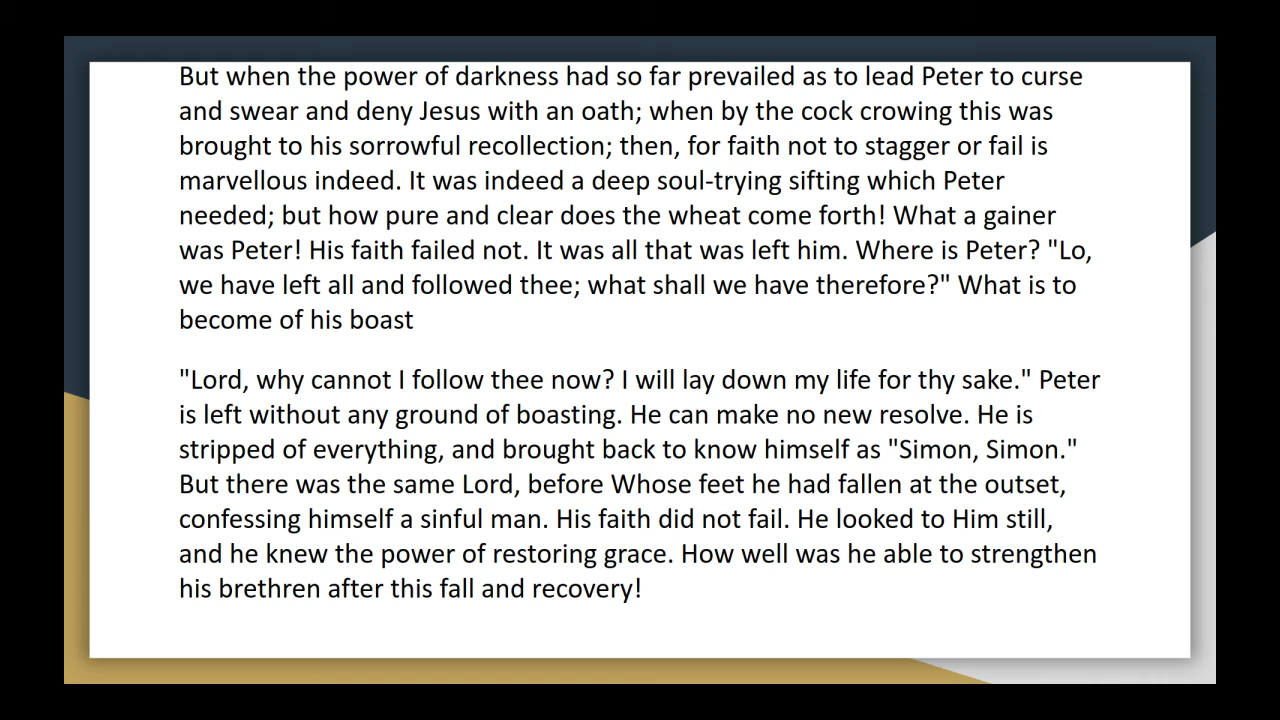 But when the power of darkness had so far prevailed as to lead Peter to curse
and swear and deny Jesus with an oath; when by the cock crowing this was
brought to his sorrowful recollection; then, for faith not to stagger or fail is
marvellous indeed. It was indeed a deep soul-trying sifting which Peter
needed; but how pure and clear does the wheat come forth! What a gainer
was Peter! His faith failed not. It was all that was left him. Where is Peter? "Lo,
we have left all and followed thee; what shall we have therefore?" What is to
become of his boast
"Lord, why cannot I follow thee now? I will lay down my life for thy sake." Peter
is left without any ground of boasting. He can make no new resolve. He is
stripped of everything, and brought back to know himself as "Simon, Simon."
But there was the same Lord, before Whose feet he had fallen at the outset,
confessing himself a sinful man. His faith did not fail. He looked to Him still,
and he knew the power of restoring grace. How well was he able to strengthen
his brethren after this fall and recovery!